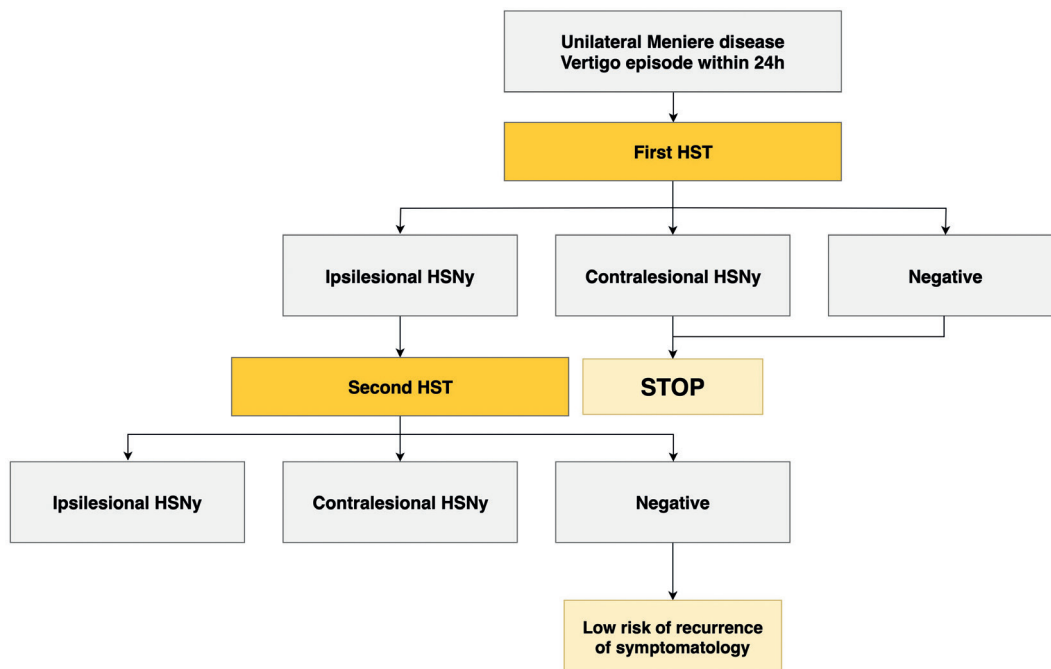 Unilateral Meniere disease
Vertigo episode within 24h
First HST
Ipsilesional HSNy
Contralesional HSNy
Negative
Second HST
STOP
Ipsilesional HSNy
Contralesional HSNy
Negative
Low risk of recurrence
of symptomatology